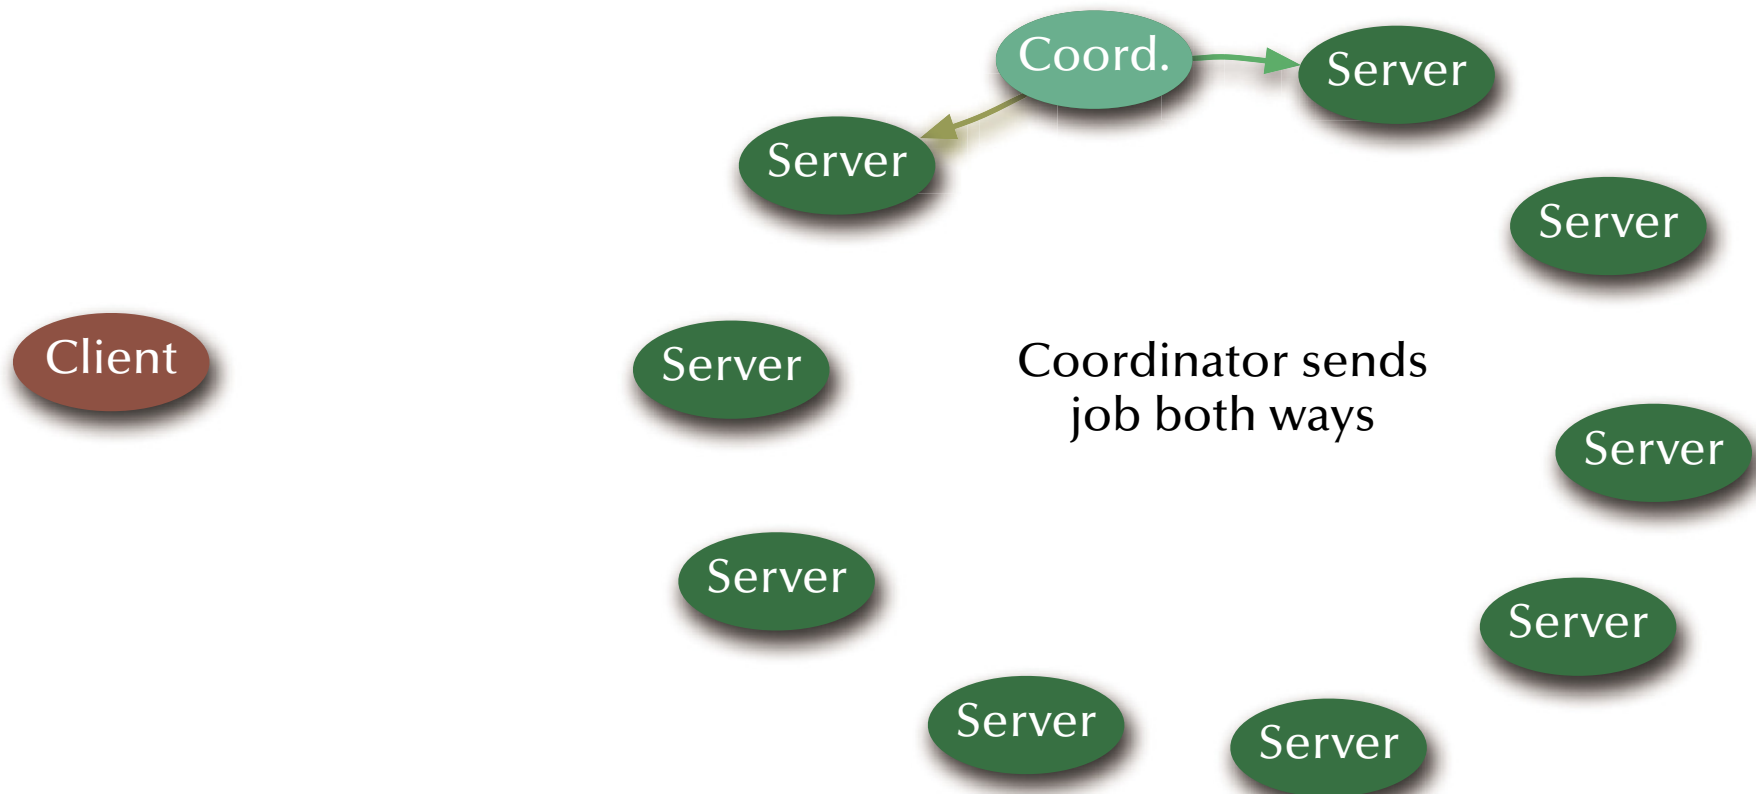 Coord.
Server
Server
Server
Client
Server
Coordinator sends
job both ways
Server
Server
Server
Server
Server